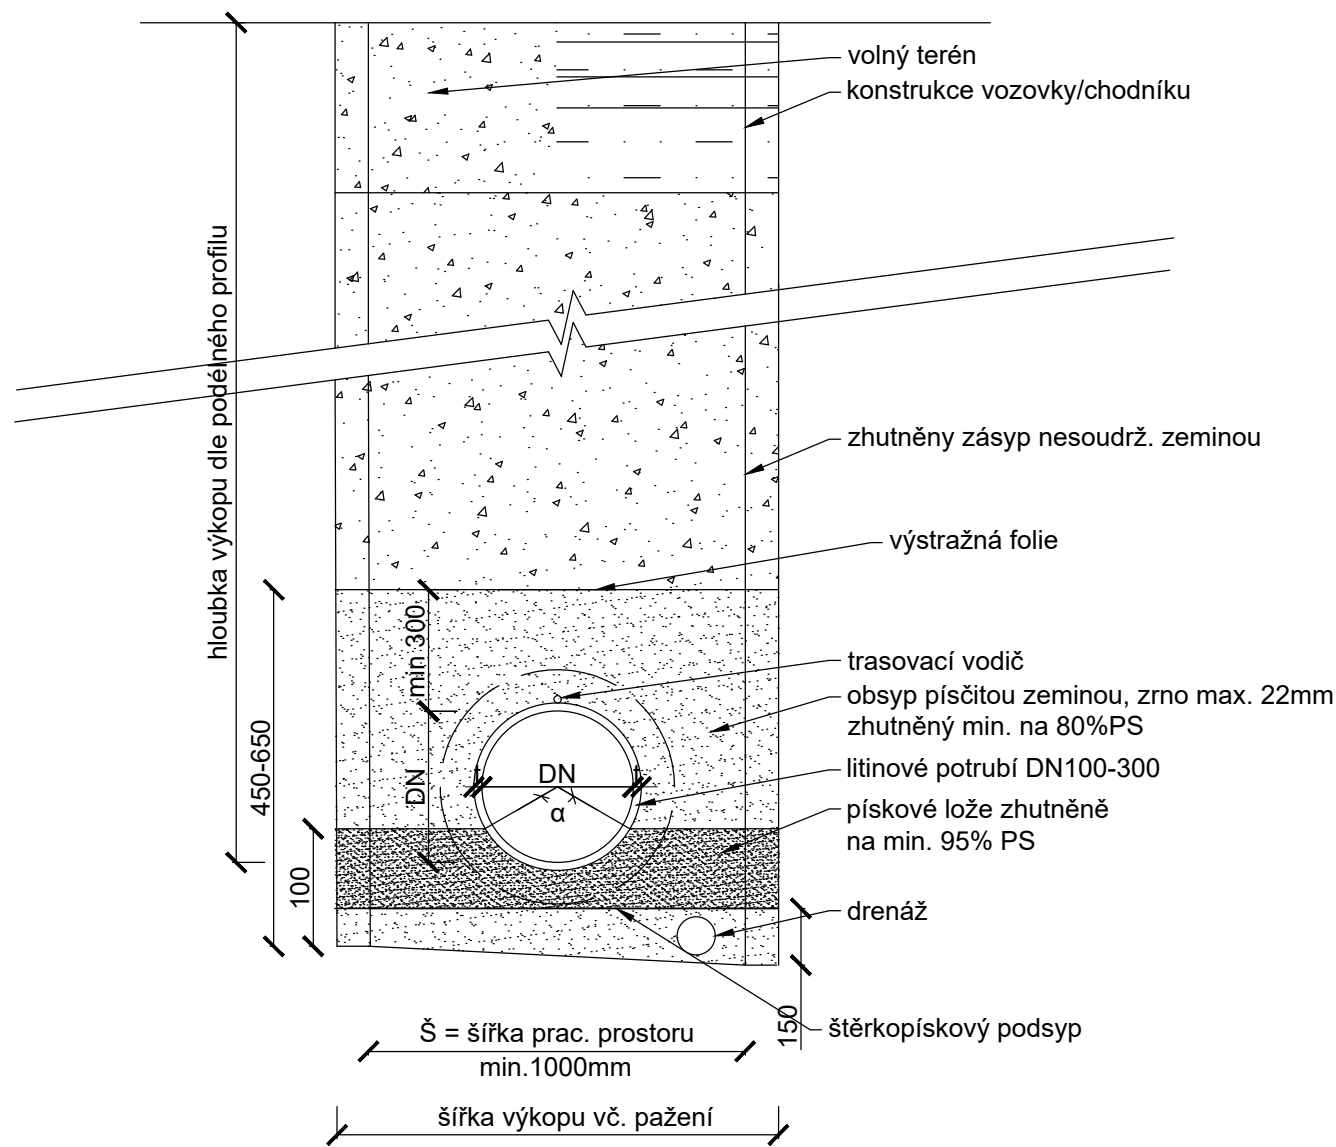 volný terén
konstrukce vozovky/chodníku
hloubka výkopu dle podélného profilu
zhutněny zásyp nesoudrž. zeminou
výstražná folie
min 300
trasovací vodič
obsyp písčitou zeminou, zrno max. 22mm
zhutněný min. na 80%PS
450-650
DN
t
DN
t
litinové potrubí DN100-300
α
pískové lože zhutněně
na min. 95% PS
100
drenáž
150
štěrkopískový podsyp
Š = šířka prac. prostoru
min.1000mm
šířka výkopu vč. pažení